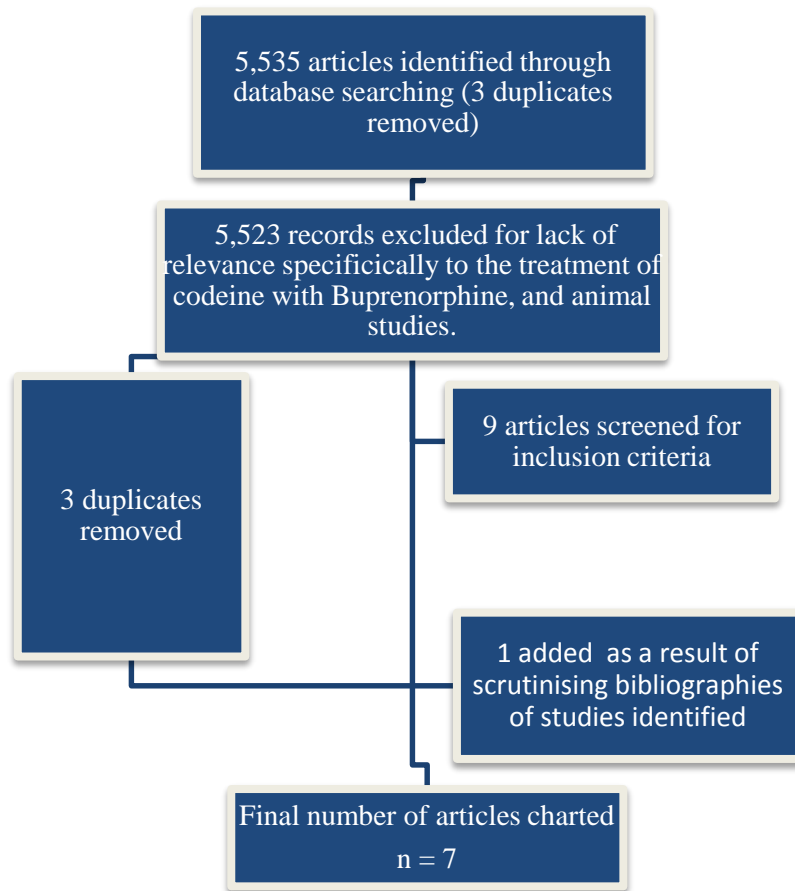 5,535 articles identified through
database searching (3 duplicates
removed)
5,523 records excluded for lack of
relevance specificically to the treatment of
codeine with Buprenorphine, and animal
studies.
3 duplicates
removed
9 articles screened for
inclusion criteria
1 added as a result of
scrutinising bibliographies
of studies identified
Final number of articles charted
n = 7